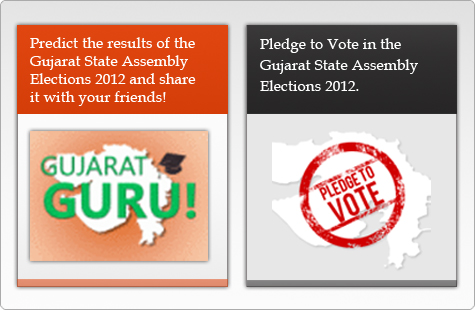 Predict the results of the
Gujarat State Assembly
Elections 2012 and share
it with your friends!
GUJARAT
GURU!
Pledge to Vote in the
Gujarat State Assembly
Elections 2012.
PLEDGE TO
VOTE